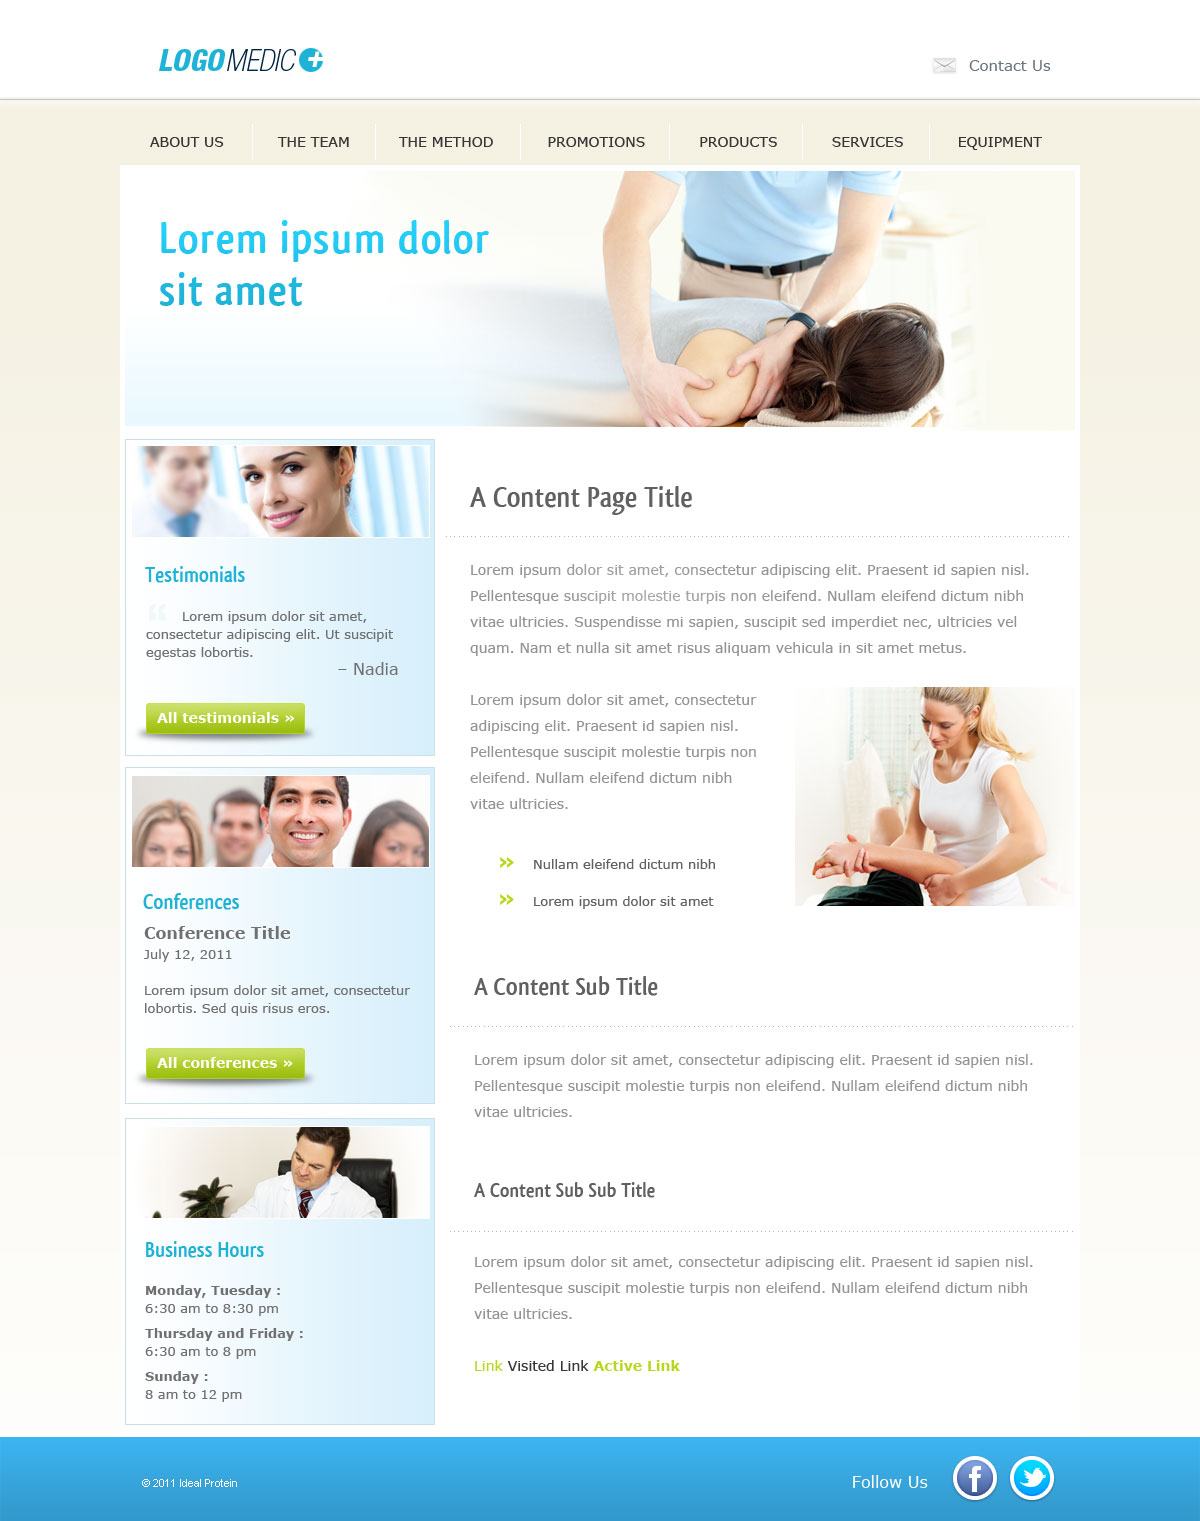 LOGOMEDIC
Contact Us
ABOUT US
THE TEAM
THE METHOD
PROMOTIONS
PRODUCTS
SERVICES
EQUIPMENT
Lorem ipsum dolor
sit amet
Testimonials
“ Lorem ipsum dolor sit amet,
consectetur adipiscing elit. Ut suscipit
egestas lobortis.
– Nadia
All testimonials »
Conferences
Conference Title
July 12, 2011
Lorem ipsum dolor sit amet, consectetur
lobortis. Sed quis risus eros.
All conferences »
Business Hours
Monday, Tuesday :
6:30 am to 8:30 pm
Thursday and Friday :
6:30 am to 8 pm
Sunday :
8 am to 12 pm
A Content Page Title
Lorem ipsum dolor sit amet, consectetur adipiscing elit. Praesent id sapien nisl.
Pellentesque suscipit molestie turpis non eleifend. Nullam eleifend dictum nibh
vitae ultricies. Suspendisse mi sapien, suscipit sed imperdiet nec, ultricies vel
quam. Nam et nulla sit amet risus aliquam vehicula in sit amet metus.
Lorem ipsum dolor sit amet, consectetur
adipiscing elit. Praesent id sapien nisl.
Pellentesque suscipit molestie turpis non
eleifend. Nullam eleifend dictum nibh
vitae ultricies.
» Nullam eleifend dictum nibh
» Lorem ipsum dolor sit amet
A Content Sub Title
Lorem ipsum dolor sit amet, consectetur adipiscing elit. Praesent id sapien nisl.
Pellentesque suscipit molestie turpis non eleifend. Nullam eleifend dictum nibh
vitae ultricies.
A Content Sub Sub Title
Lorem ipsum dolor sit amet, consectetur adipiscing elit. Praesent id sapien nisl.
Pellentesque suscipit molestie turpis non eleifend. Nullam eleifend dictum nibh
vitae ultricies.
Link Visited Link Active Link
© 2011 Ideal Protein
Follow Us
f